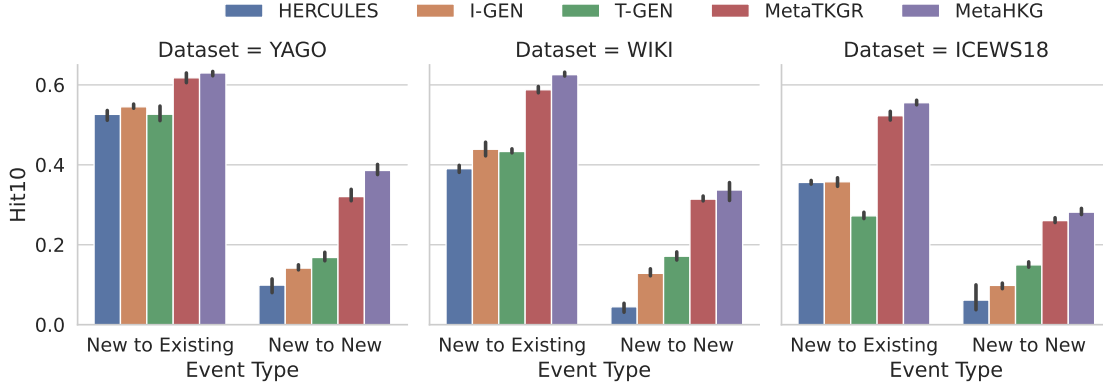 HERCULES I-GEN T-GEN MetaTKGR MetaHKG
Dataset = YAGO Dataset = WIKI Dataset = ICEWS18
Hit10
0.6
0.4
0.2
0.0
New to Existing New to New New to Existing New to New New to Existing New to New
Event Type Event Type Event Type